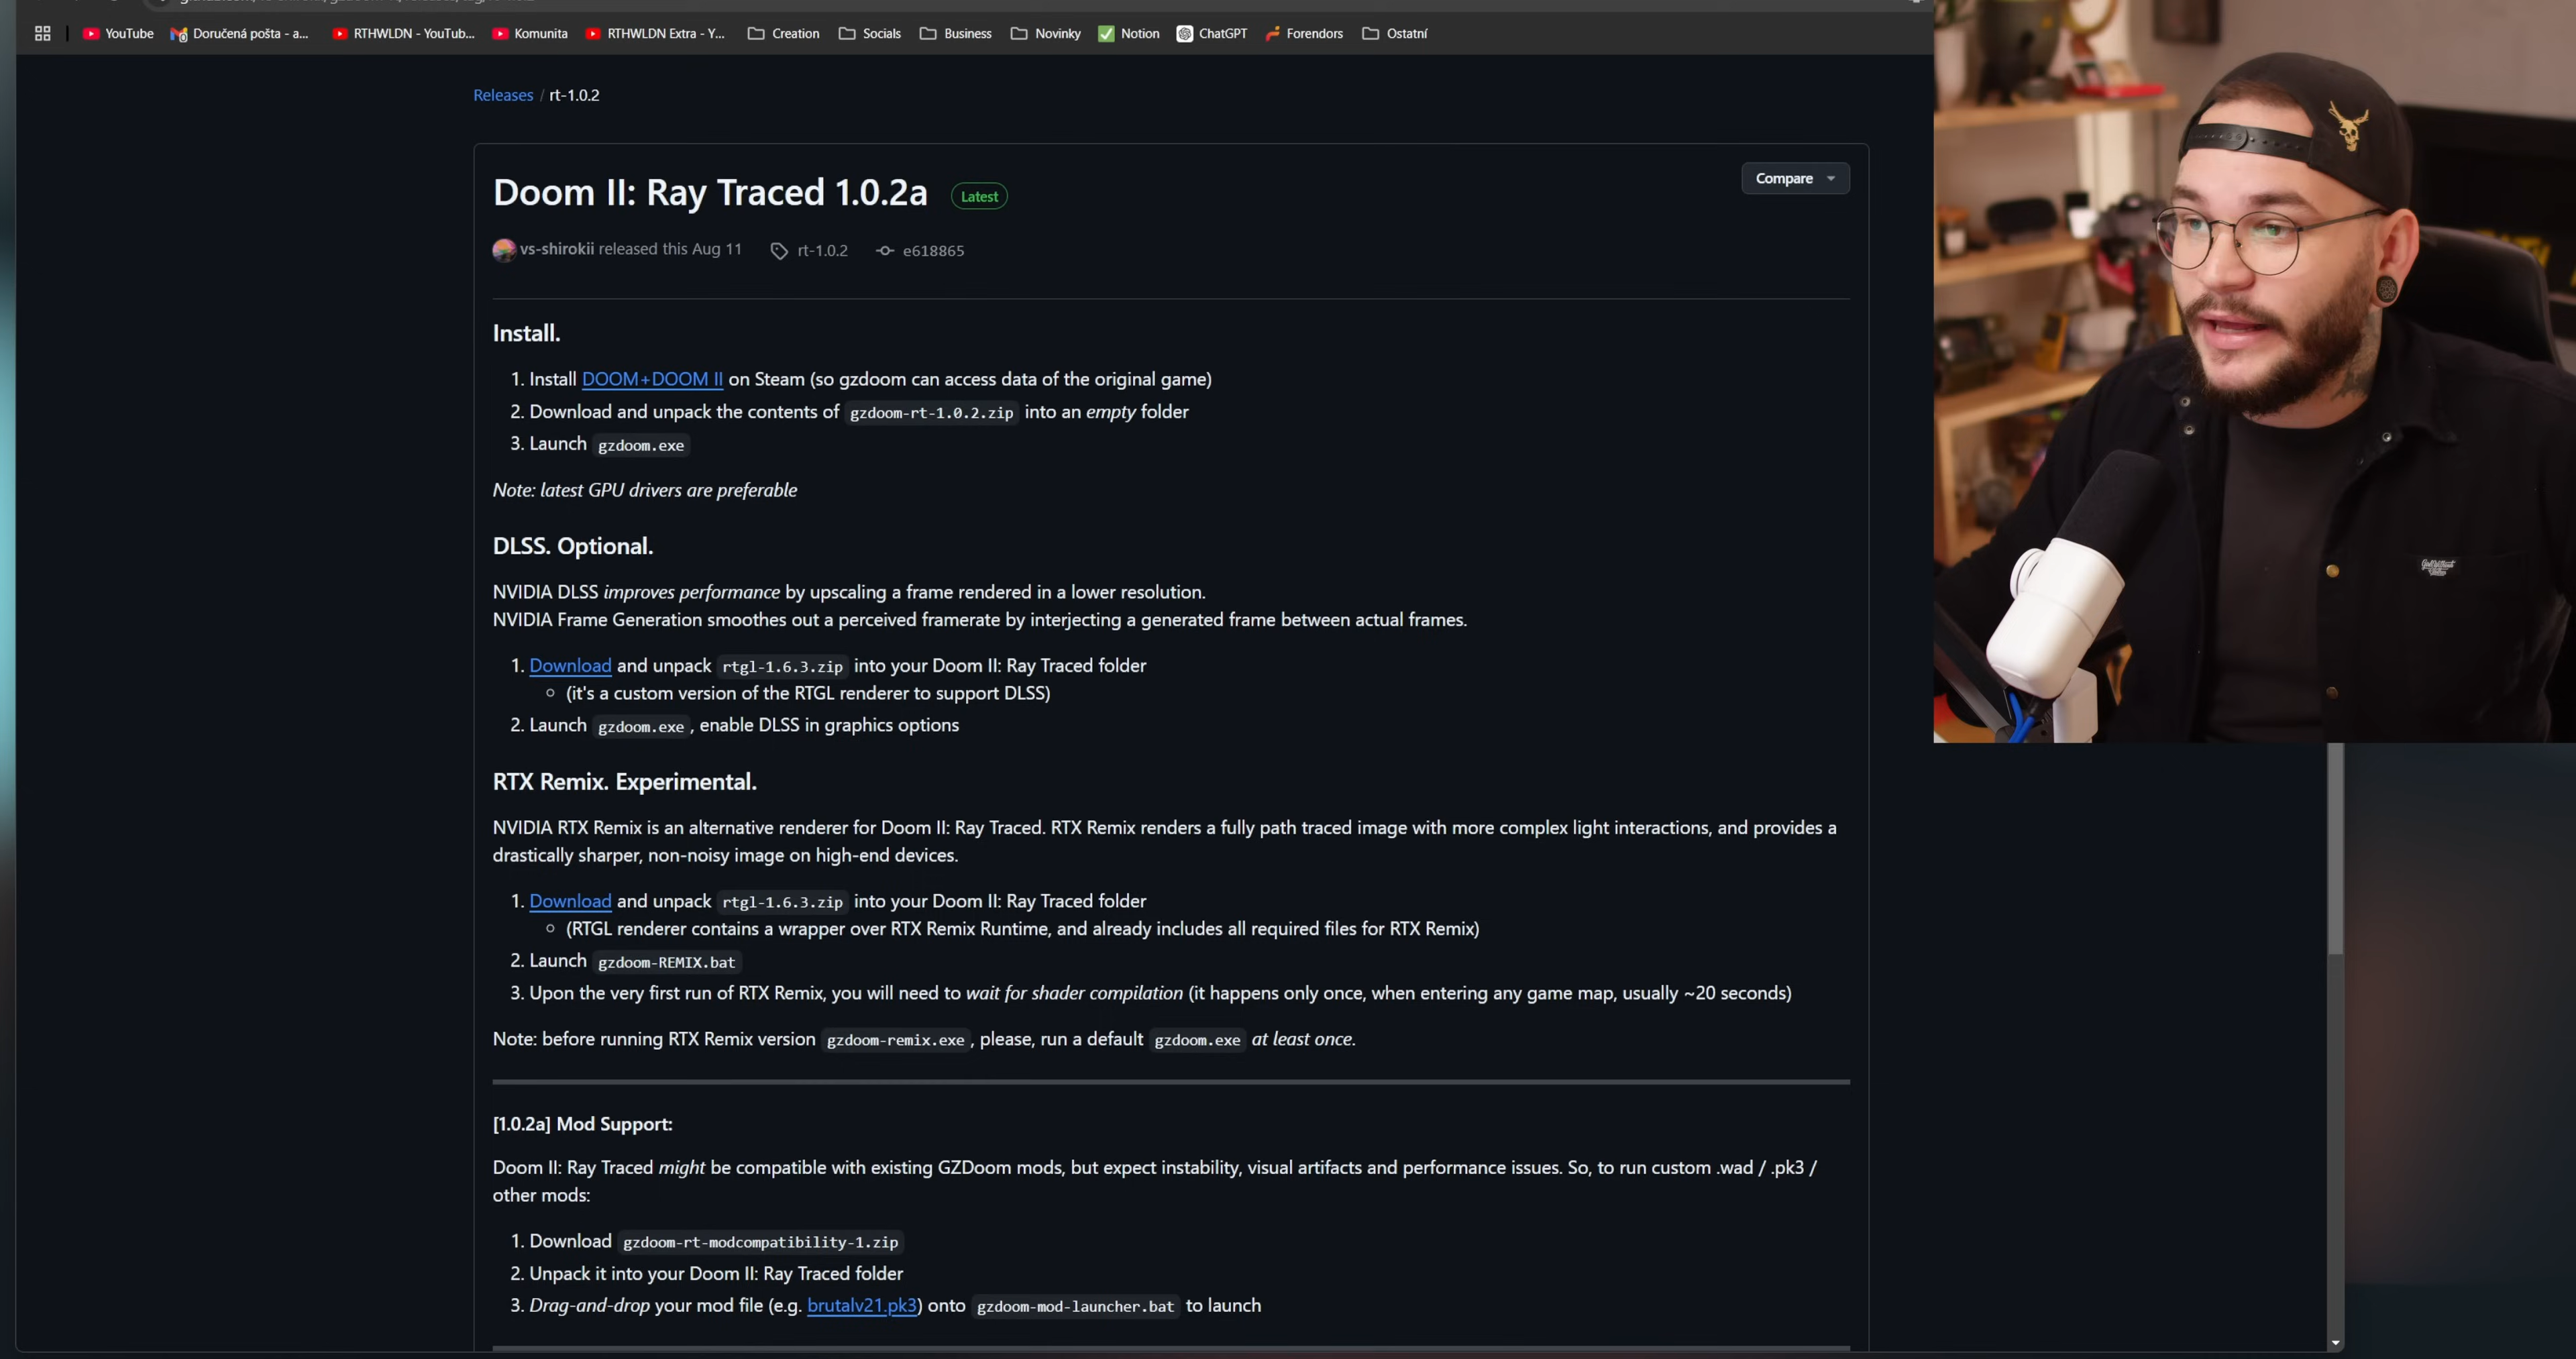 YouTube Doručená pošta - a... RTHWLDN - YouTub... Komunita RTHWLDN Extra - Y... Creation Socials Business Novinky Notion ChatGPT Forendors Ostatní
Releases / rt-1.0.2
Doom II: Ray Traced 1.0.2a Latest
Compare
vs-shirokii released this Aug 11 rt-1.0.2 e618865
Install.
1. Install DOOM+DOOM II on Steam (so gzdoom can access data of the original game)
2. Download and unpack the contents of gzdoom-rt-1.0.2.zip into an empty folder
3. Launch gzdoom.exe
Note: latest GPU drivers are preferable
DLSS. Optional.
NVIDIA DLSS improves performance by upscaling a frame rendered in a lower resolution.
NVIDIA Frame Generation smoothes out a perceived framerate by interjecting a generated frame between actual frames.
1. Download and unpack rtgl-1.6.3.zip into your Doom II: Ray Traced folder
(it's a custom version of the RTGL renderer to support DLSS)
2. Launch gzdoom.exe, enable DLSS in graphics options
RTX Remix. Experimental.
NVIDIA RTX Remix is an alternative renderer for Doom II: Ray Traced. RTX Remix renders a fully path traced image with more complex light interactions, and provides a
drastically sharper, non-noisy image on high-end devices.
1. Download and unpack rtgl-1.6.3.zip into your Doom II: Ray Traced folder
(RTGL renderer contains a wrapper over RTX Remix Runtime, and already includes all required files for RTX Remix)
2. Launch gzdoom-REMIX.bat
3. Upon the very first run of RTX Remix, you will need to wait for shader compilation (it happens only once, when entering any game map, usually ~20 seconds)
Note: before running RTX Remix version gzdoom-remix.exe, please, run a default gzdoom.exe at least once.
[1.0.2a] Mod Support:
Doom II: Ray Traced might be compatible with existing GZDoom mods, but expect instability, visual artifacts and performance issues. So, to run custom .wad / .pk3 /
other mods:
1. Download gzdoom-rt-modcompatibility-1.zip
2. Unpack it into your Doom II: Ray Traced folder
3. Drag-and-drop your mod file (e.g. brutalv21.pk3) onto gzdoom-mod-launcher.bat to launch